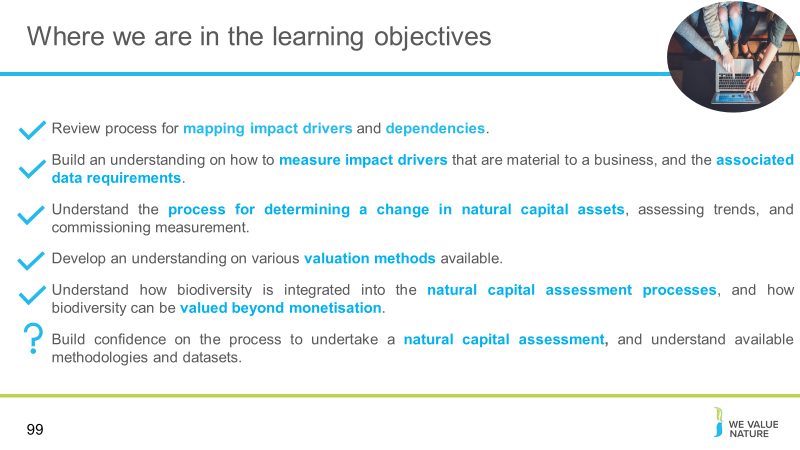 Where we are in the learning objectives
Review process for mapping impact drivers and dependencies.
Build an understanding on how to measure impact drivers that are material to a business, and the associated
data requirements.
Understand the process for determining a change in natural capital assets, assessing trends, and
commissioning measurement.
Develop an understanding on various valuation methods available.
Understand how biodiversity is integrated into the natural capital assessment processes, and how
biodiversity can be valued beyond monetisation.
?
Build confidence on the process to undertake a natural capital assessment, and understand available
methodologies and datasets.
99
WE VALUE
NATURE